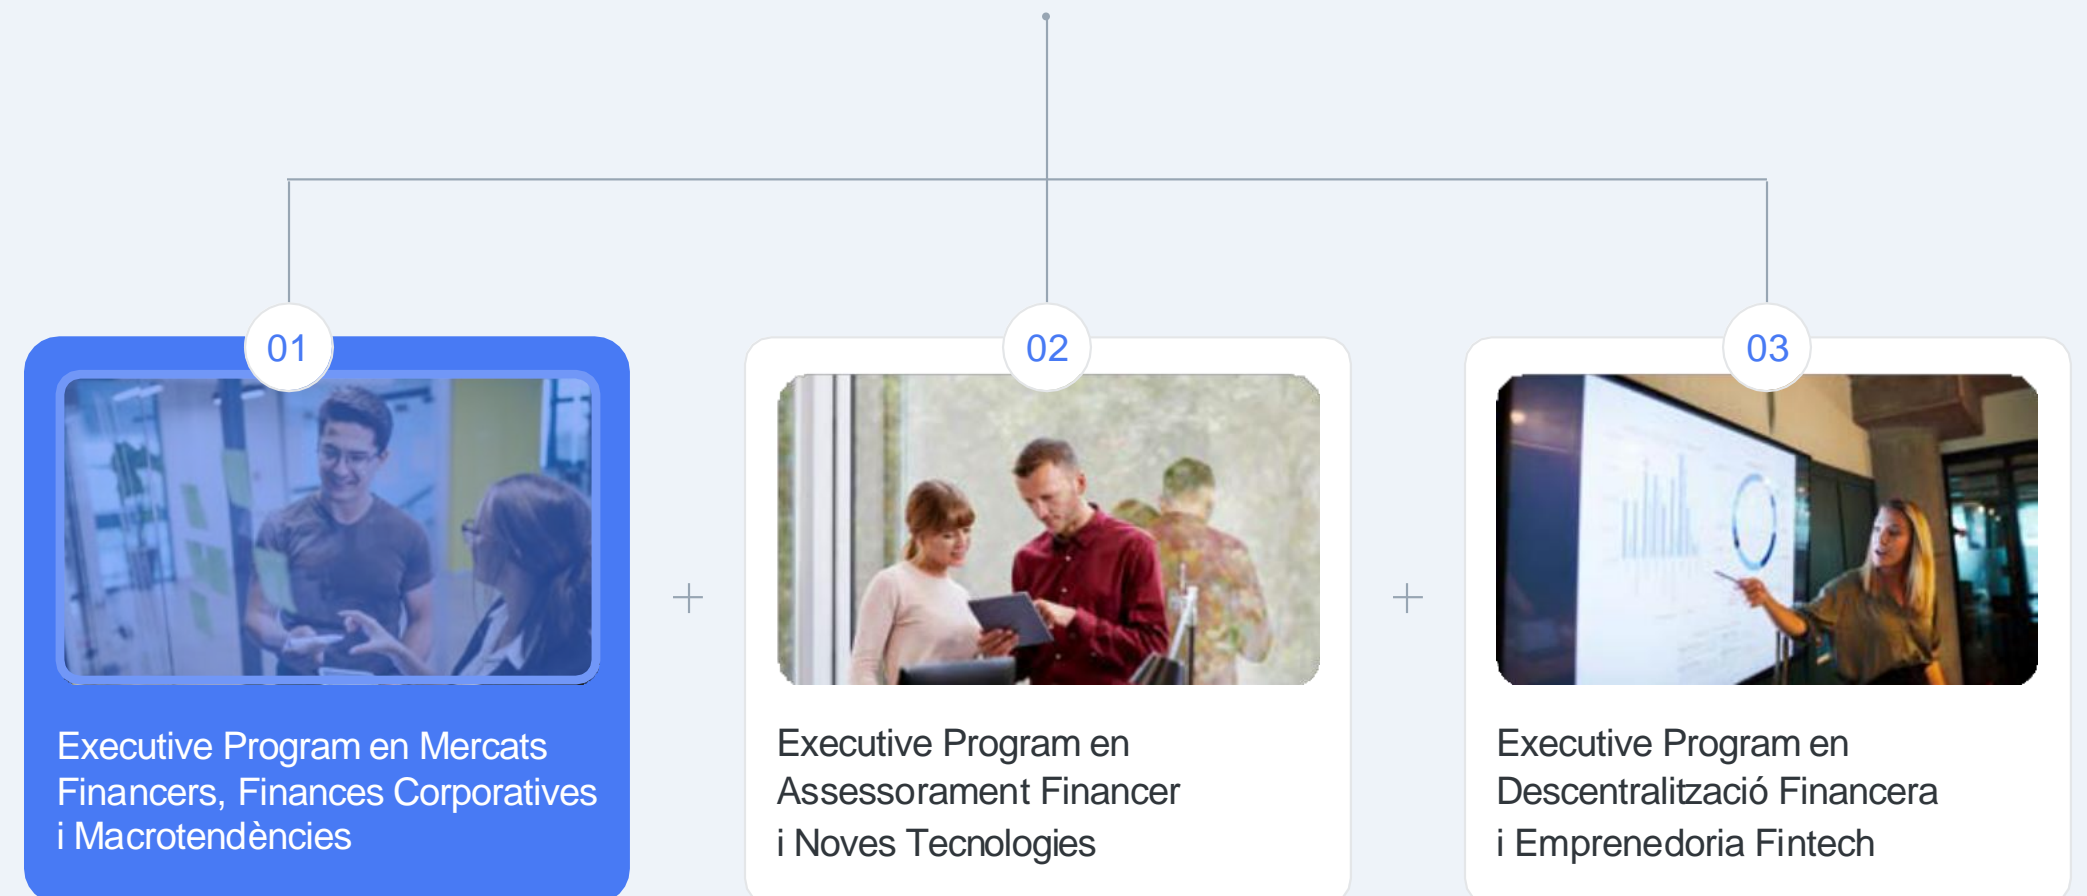 01
Executive Program en Mercats
Financers, Finances Corporatives
i Macrotendències
02
Executive Program en
Assessorament Financer
i Noves Tecnologies
03
Executive Program en
Descentralització Financera
i Emprenedoria Fintech